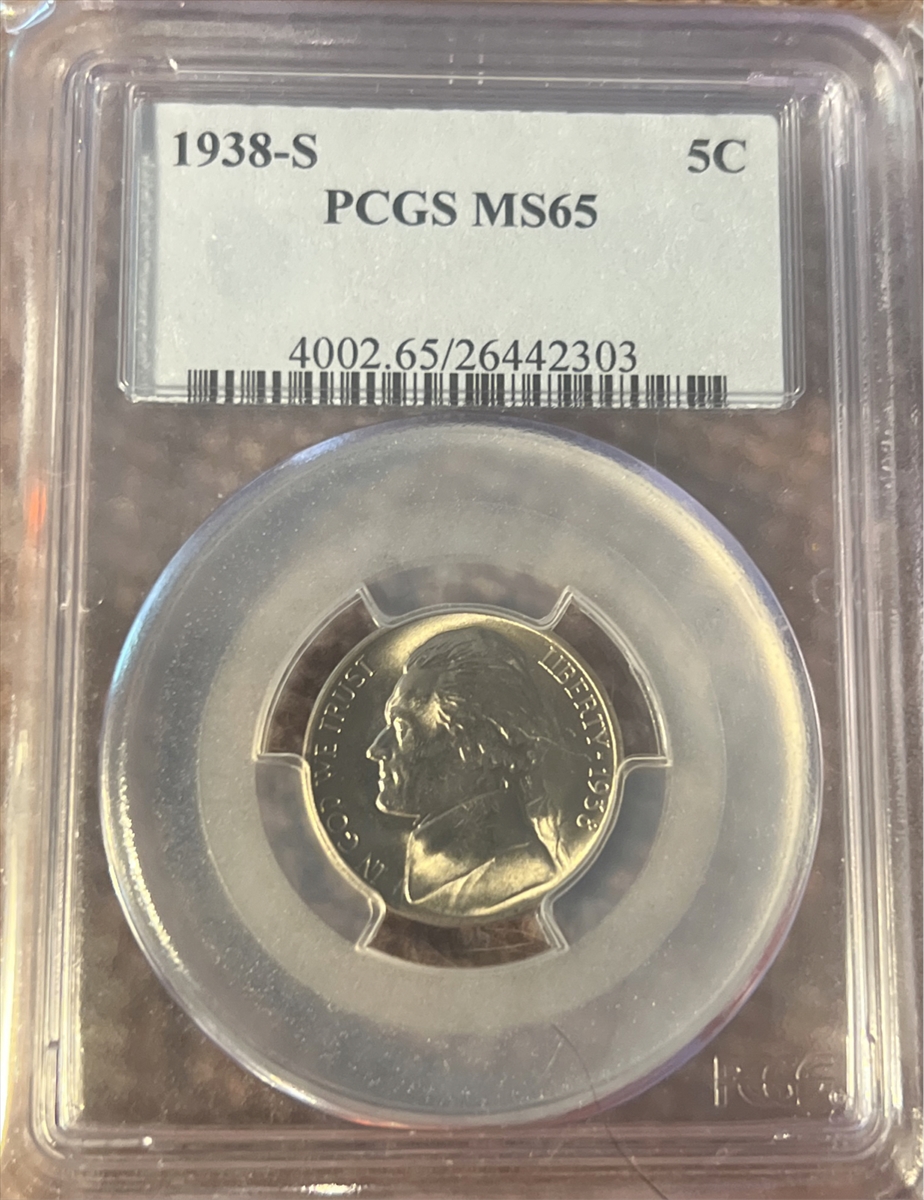 1938-S 5C
PCGS MS65
4002.65/26442303
IN GOD WE TRUST
LIBERTY · 1938
PCGS